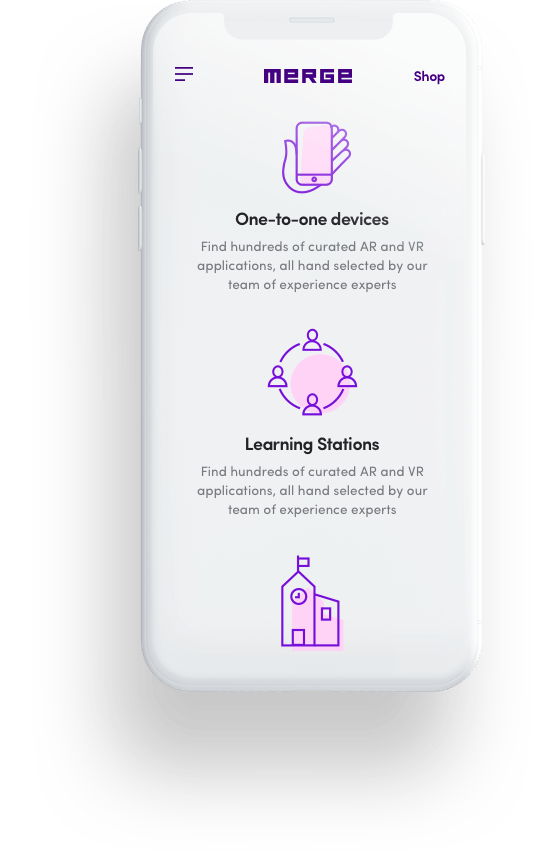 MERGE
Shop
One-to-one devices
Find hundreds of curated AR and VR
applications, all hand selected by our
team of experience experts
Learning Stations
Find hundreds of curated AR and VR
applications, all hand selected by our
team of experience experts